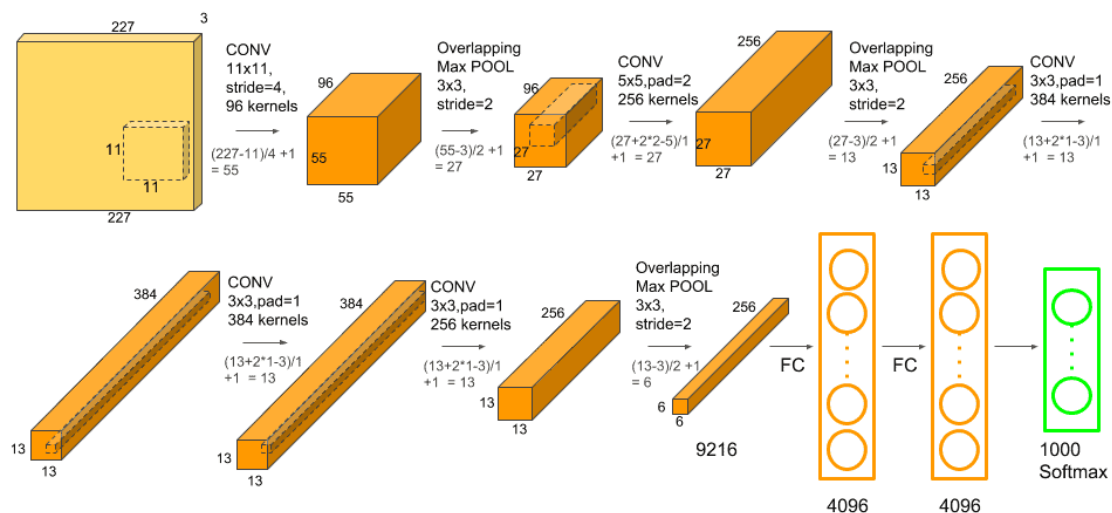 227
3
CONV
11x11,
stride=4,
96 kernels
(227-11)/4 +1
= 55
11
11
227
96
55
55
Overlapping
Max POOL
3x3,
stride=2
(55-3)/2 +1
= 27
96
27
27
CONV
5x5,pad=2
256 kernels
(27+2*2-5)/1
+1 = 27
256
27
27
Overlapping
Max POOL
3x3,
stride=2
(27-3)/2 +1
= 13
256
13
13
CONV
3x3,pad=1
384 kernels
(13+2*1-3)/1
+1 = 13
384
13
13
CONV
3x3,pad=1
384 kernels
(13+2*1-3)/1
+1 = 13
384
13
13
CONV
3x3,pad=1
256 kernels
(13+2*1-3)/1
+1 = 13
256
13
13
Overlapping
Max POOL
3x3,
stride=2
(13-3)/2 +1
= 6
256
6
6
9216
FC
4096
FC
4096
1000
Softmax